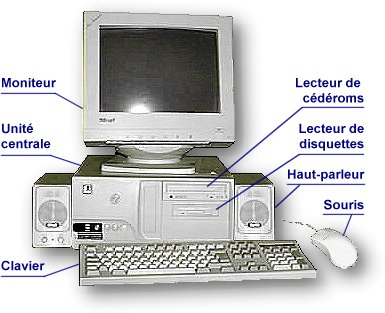 Moniteur
Lecteur de
cédéroms
Unité
centrale
Lecteur de
disquettes
Haut-parleur
Souris
Clavier